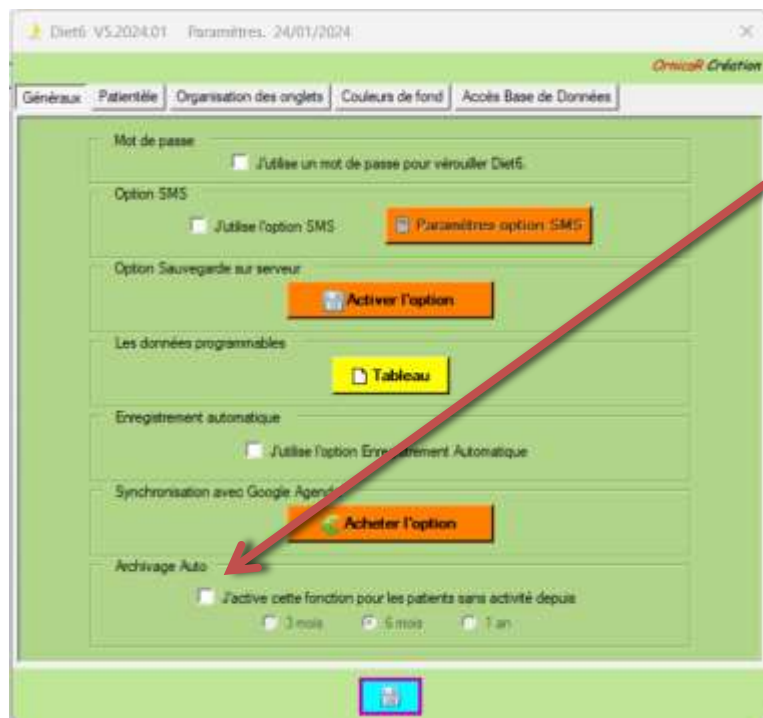 Diet6 V5.2024.01 Paramètres. 24/01/2024
OrnicaR Création
Généraux Patientèle Organisation des onglets Couleurs de fond Accès Base de Données
Mot de passe
J'utilise un mot de passe pour vérouiller Diet6.
Option SMS
J'utilise l'option SMS Paramètres option SMS
Option Sauvegarde sur serveur
Activer l'option
Les données programmables
Tableau
Enregistrement automatique
J'utilise l'option Enregistrement Automatique
Synchronisation avec Google Agenda
Acheter l'option
Archivage Auto
J'active cette fonction pour les patients sans activité depuis
3 mois 6 mois 1 an